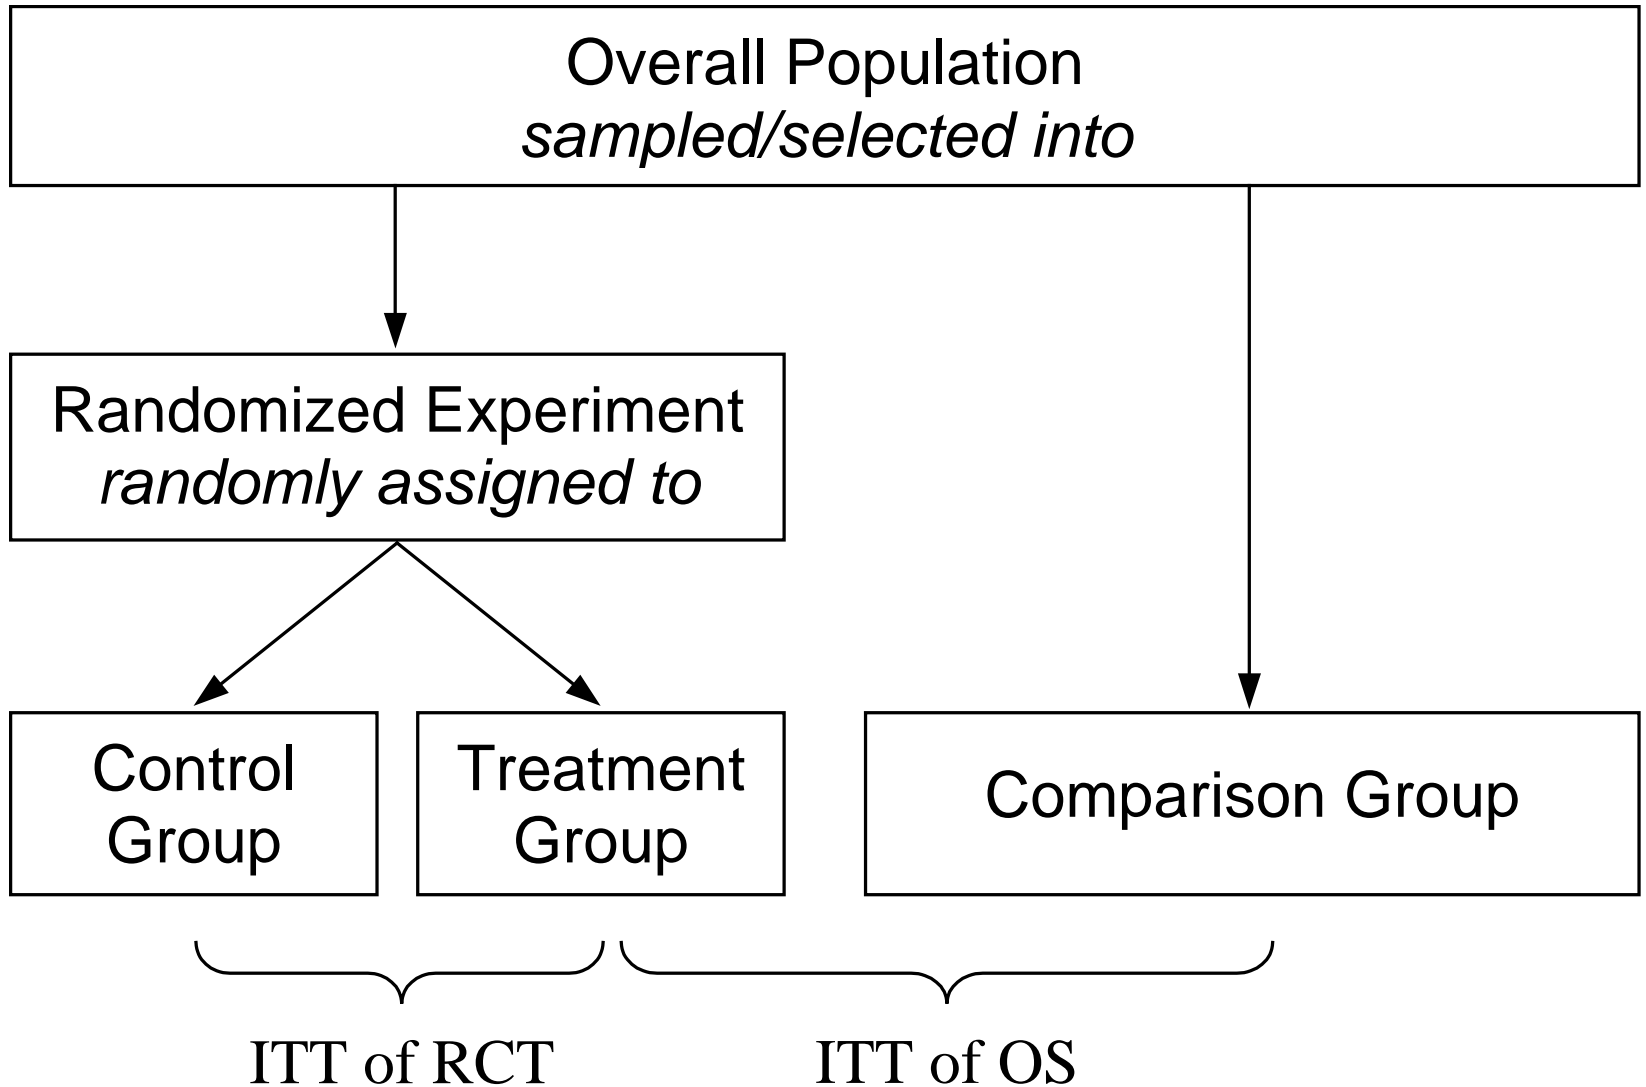 Overall Population
sampled/selected into
Randomized Experiment
randomly assigned to
Control
Group
Treatment
Group
Comparison Group
ITT of RCT
ITT of OS